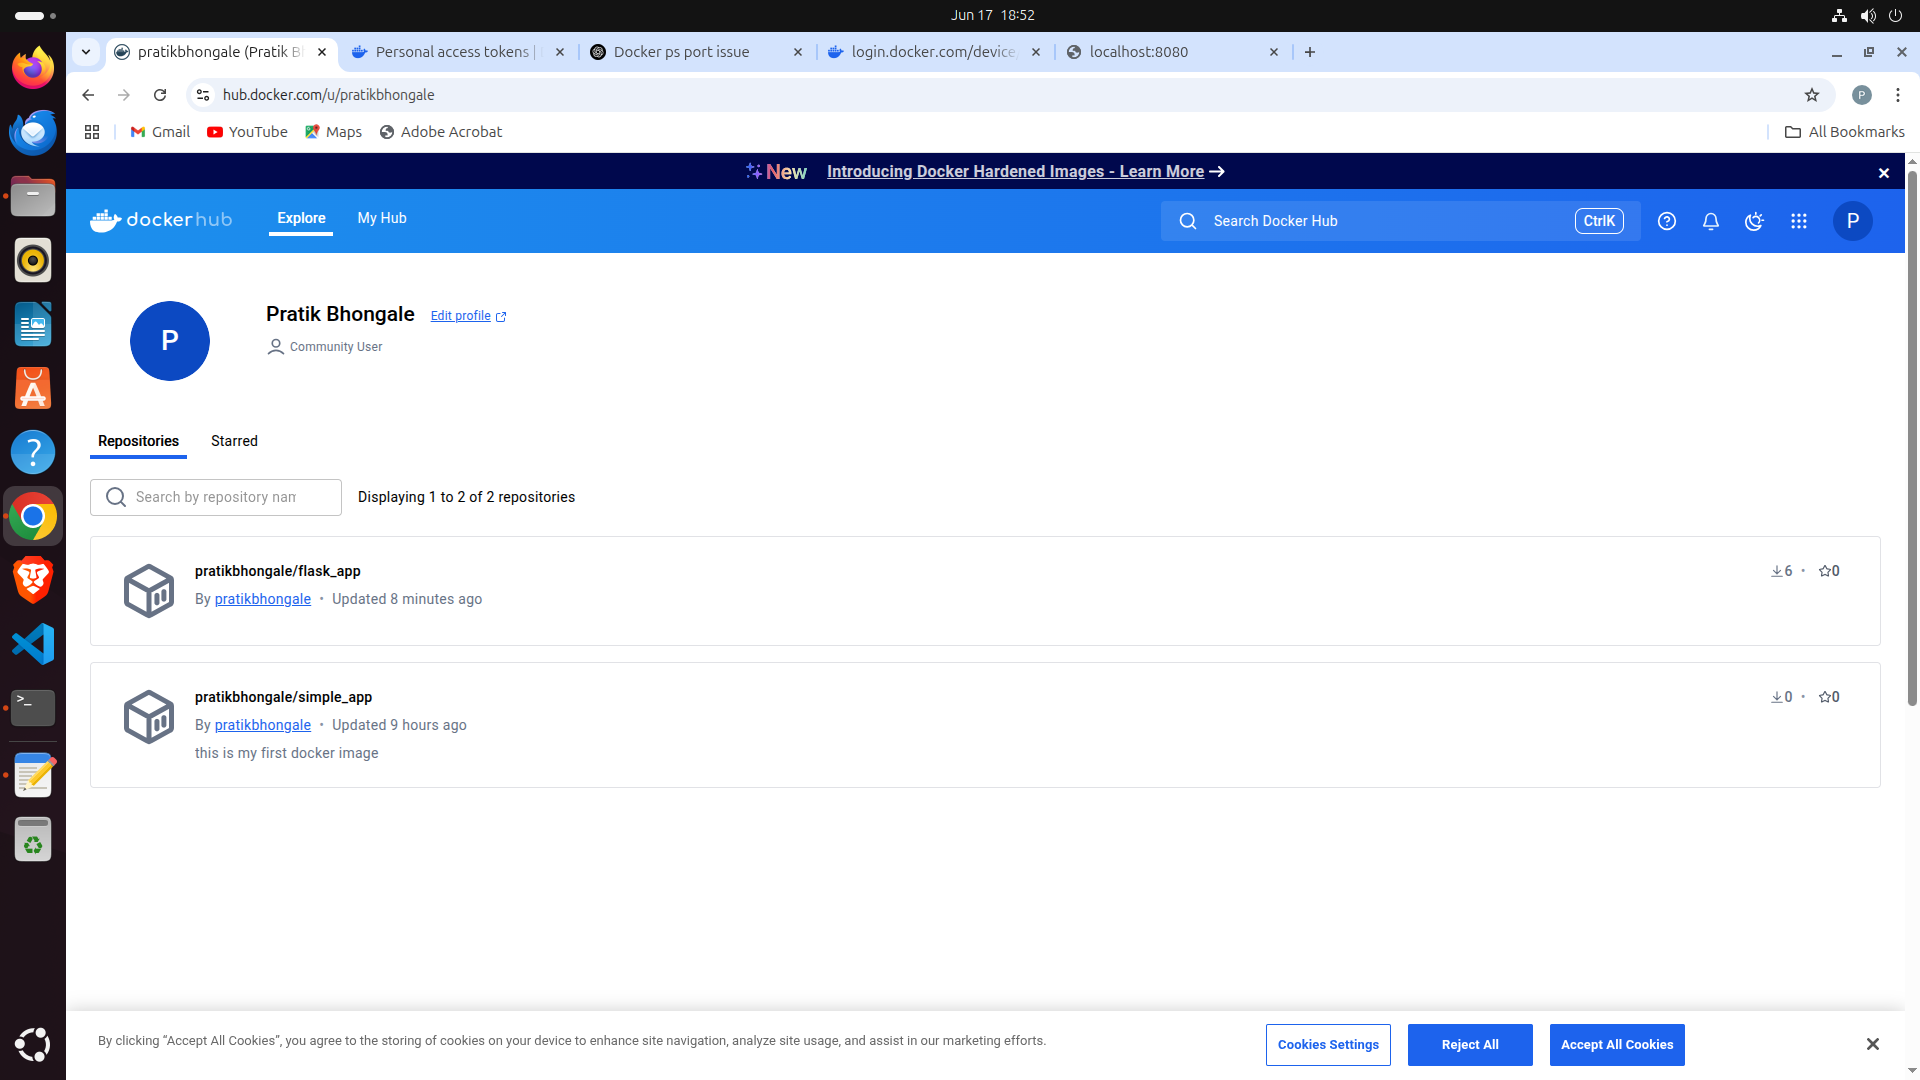 Jun 17 18:52
pratikbhongale (Pratik B
Personal access tokens |
Docker ps port issue
login.docker.com/device
localhost:8080
hub.docker.com/u/pratikbhongale
P
Gmail
YouTube
Maps
Adobe Acrobat
All Bookmarks
New
Introducing Docker Hardened Images - Learn More
dockerhub
Explore
My Hub
Search Docker Hub
CtrlK
P
P
Pratik Bhongale
Edit profile
Community User
Repositories
Starred
Search by repository nam
Displaying 1 to 2 of 2 repositories
pratikbhongale/flask_app
6 • 0
By pratikbhongale • Updated 8 minutes ago
pratikbhongale/simple_app
0 • 0
By pratikbhongale • Updated 9 hours ago
this is my first docker image
By clicking “Accept All Cookies”, you agree to the storing of cookies on your device to enhance site navigation, analyze site usage, and assist in our marketing efforts.
Cookies Settings
Reject All
Accept All Cookies